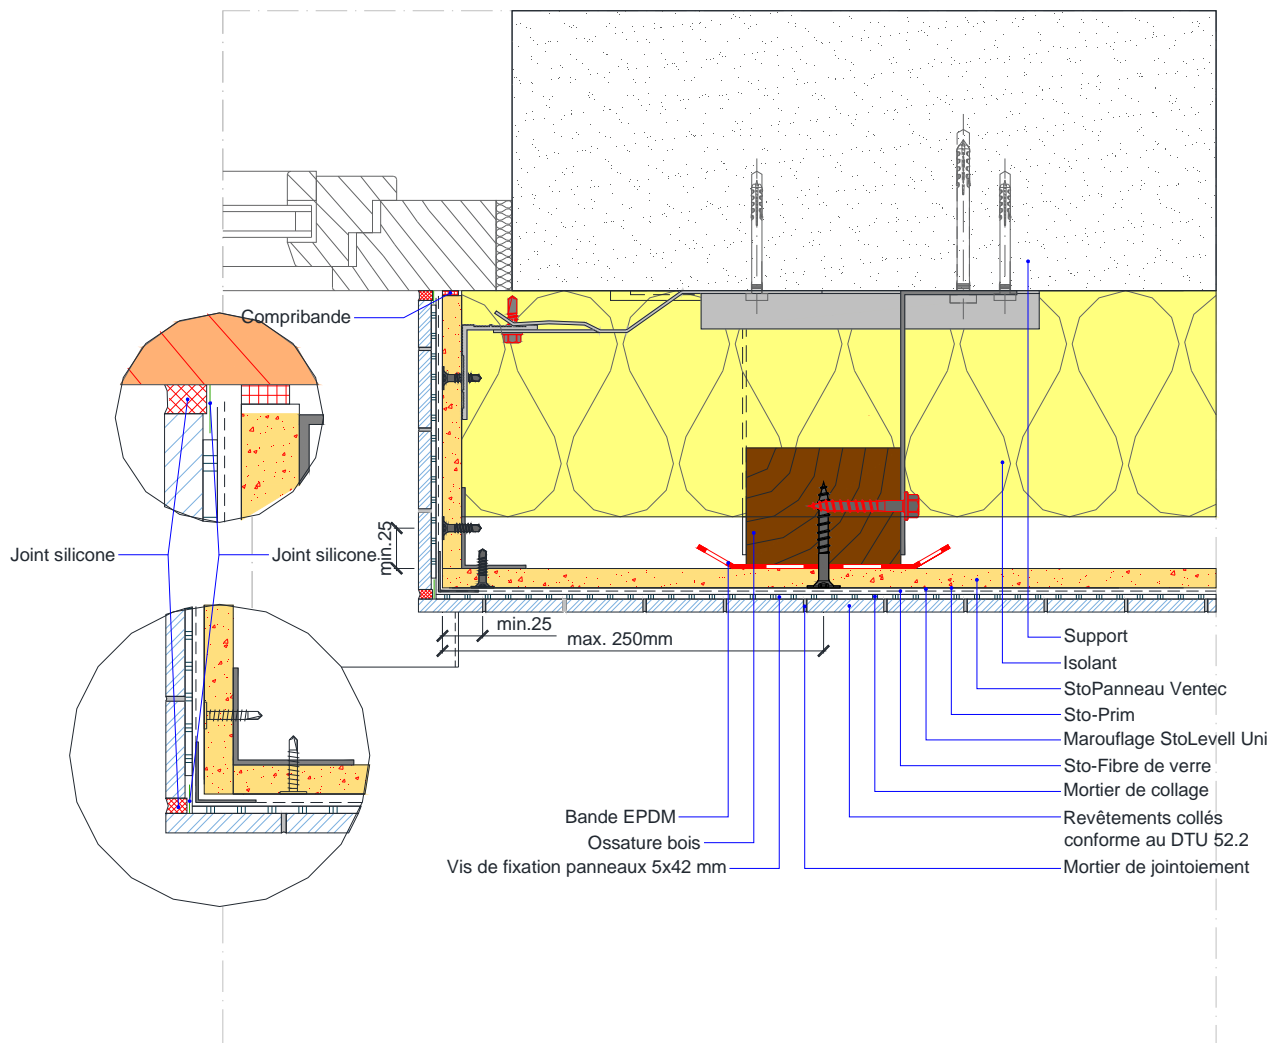 Compribande
Joint silicone
Joint silicone
min.25
min.25
max. 250mm
Support
Isolant
StoPanneau Ventec
Sto-Prim
Marouflage StoLevell Uni
Sto-Fibre de verre
Mortier de collage
Bande EPDM
Revêtements collés
conforme au DTU 52.2
Ossature bois
Vis de fixation panneaux 5x42 mm
Mortier de jointoiement